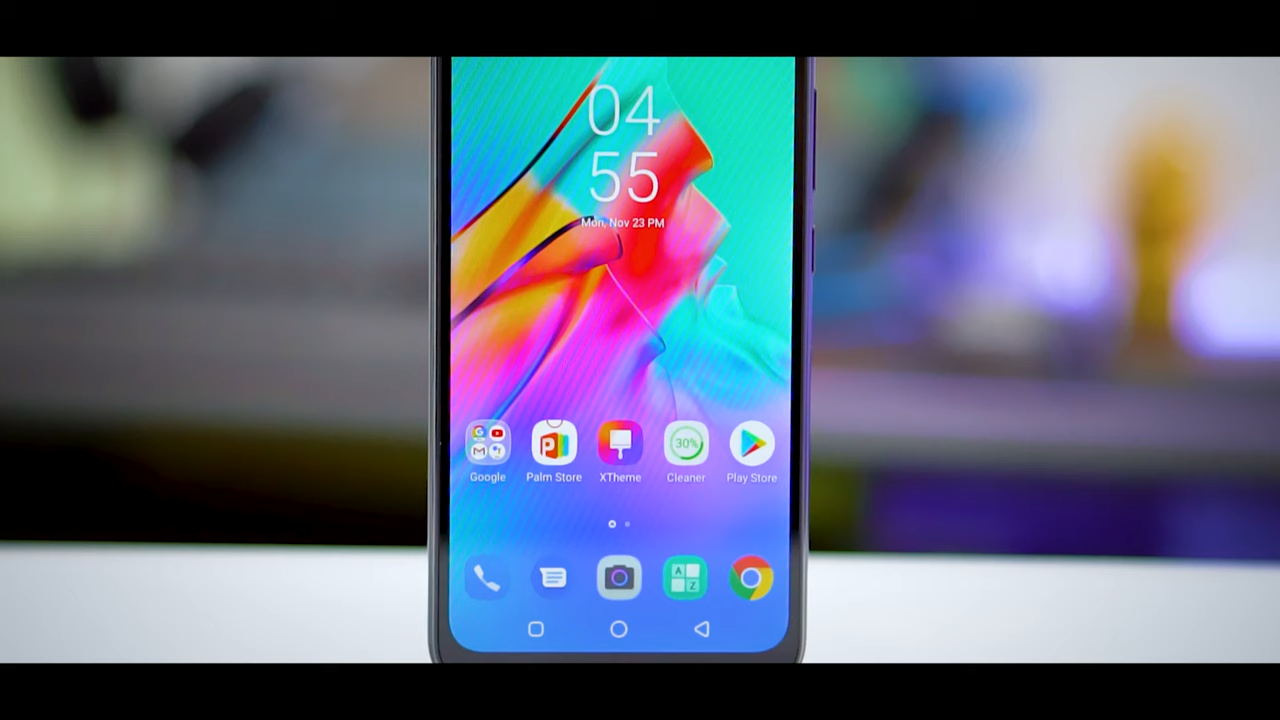 04
55
Mon, Nov 23 PM
Google
Palm Store
XTheme
Cleaner
Play Store
G
M
P
30%
A
Z